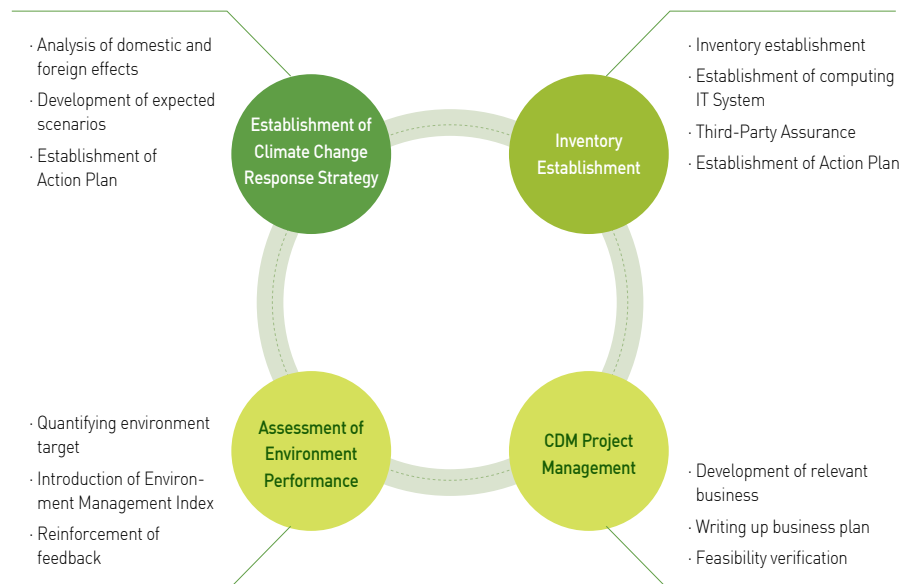 · Analysis of domestic and
foreign effects
· Development of expected
scenarios
· Establishment of
Action Plan
Establishment of
Climate Change
Response Strategy
Inventory
Establishment
· Inventory establishment
· Establishment of computing
IT System
· Third-Party Assurance
· Establishment of Action Plan
· Quantifying environment
target
· Introduction of Environ-
ment Management Index
· Reinforcement of
feedback
Assessment of
Environment
Performance
CDM Project
Management
· Development of relevant
business
· Writing up business plan
· Feasibility verification